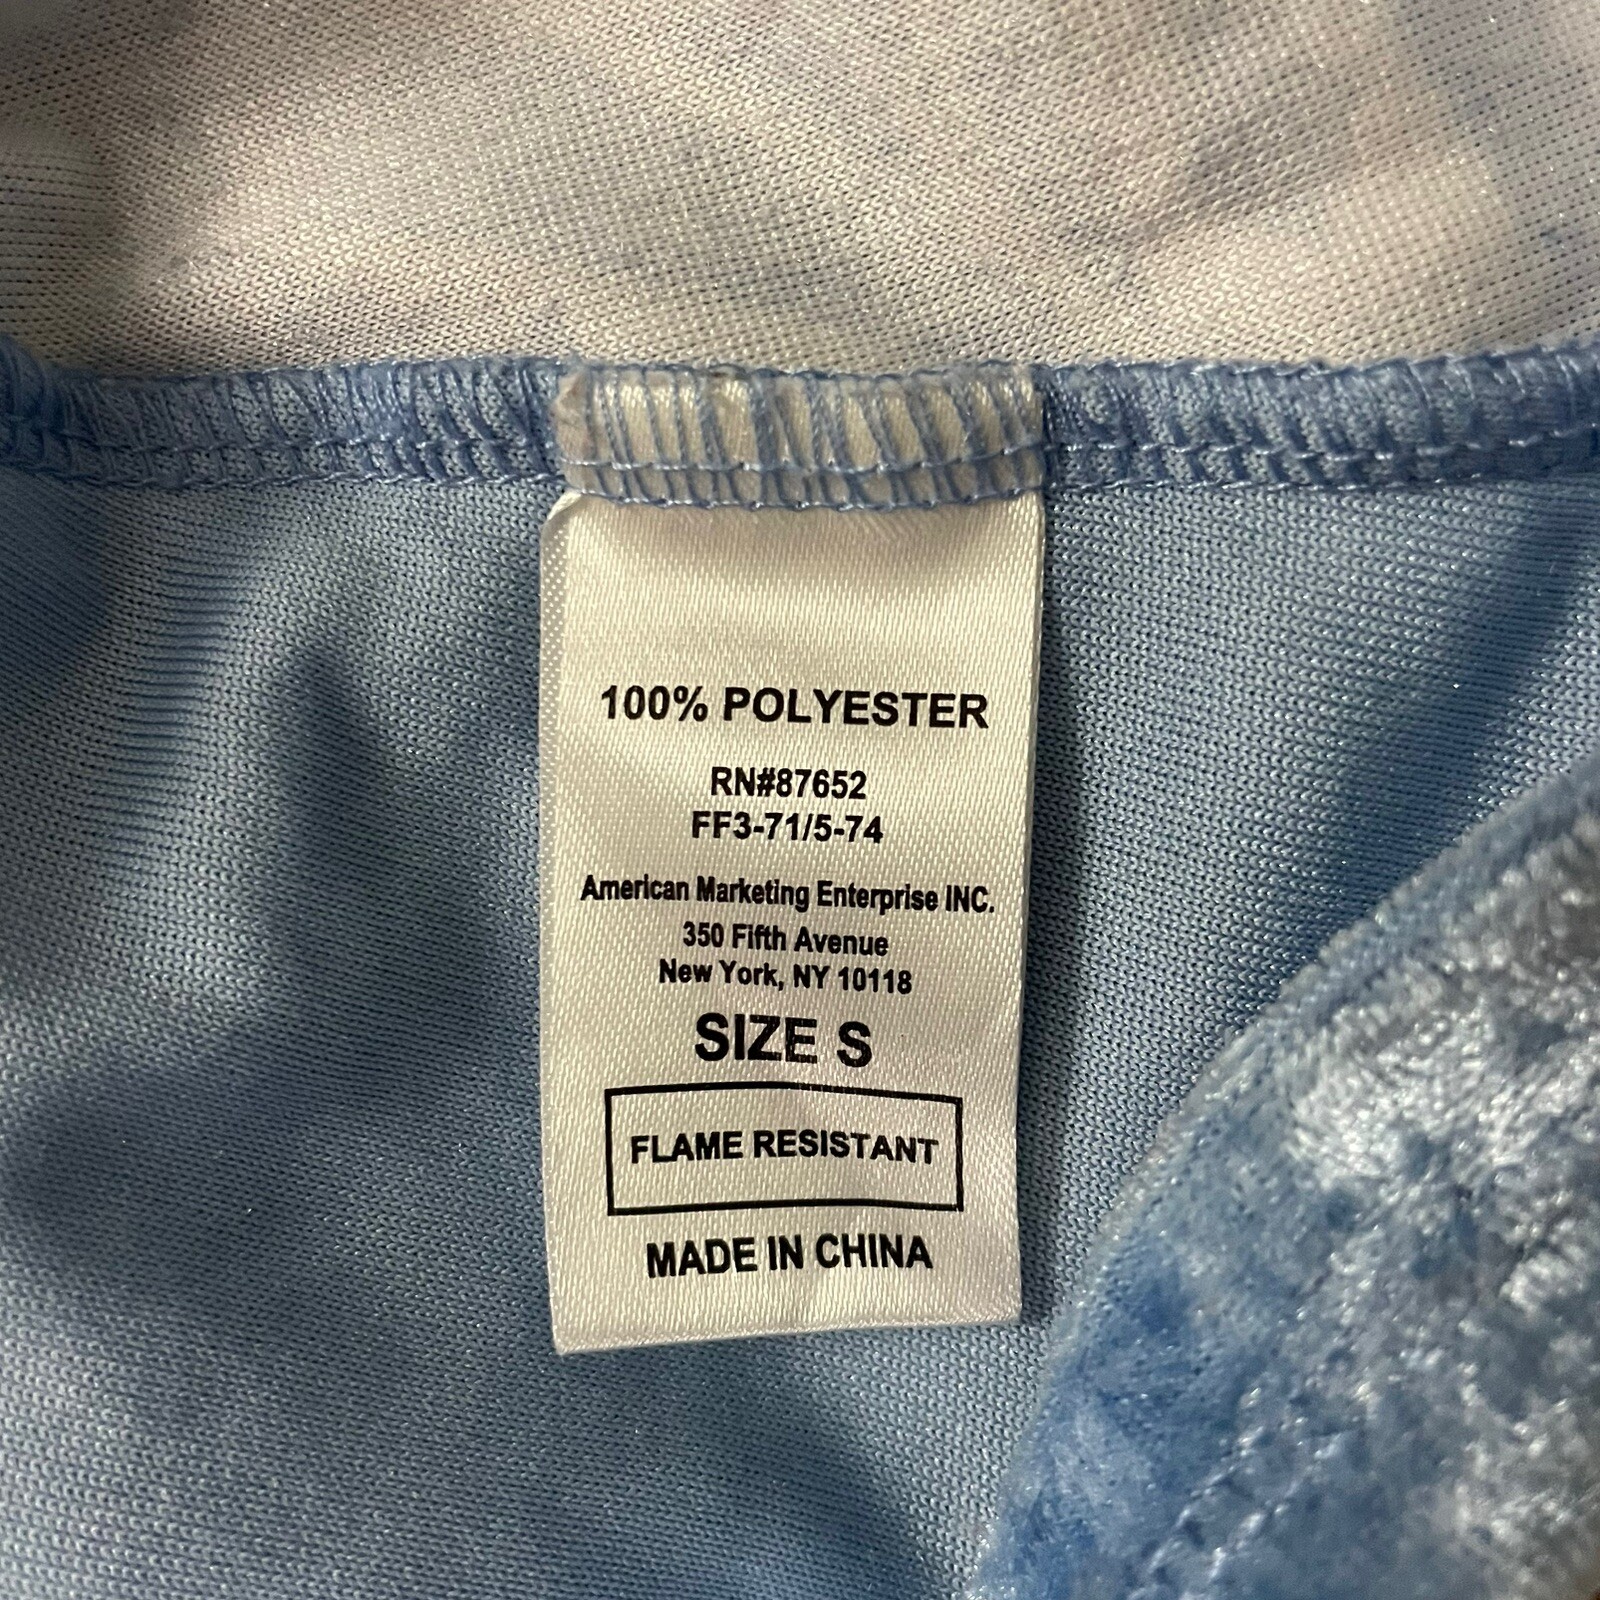 100% POLYESTER
RN#87652
FF3-71/5-74
American Marketing Enterprise INC.
350 Fifth Avenue
New York, NY 10118
SIZE S
FLAME RESISTANT
MADE IN CHINA